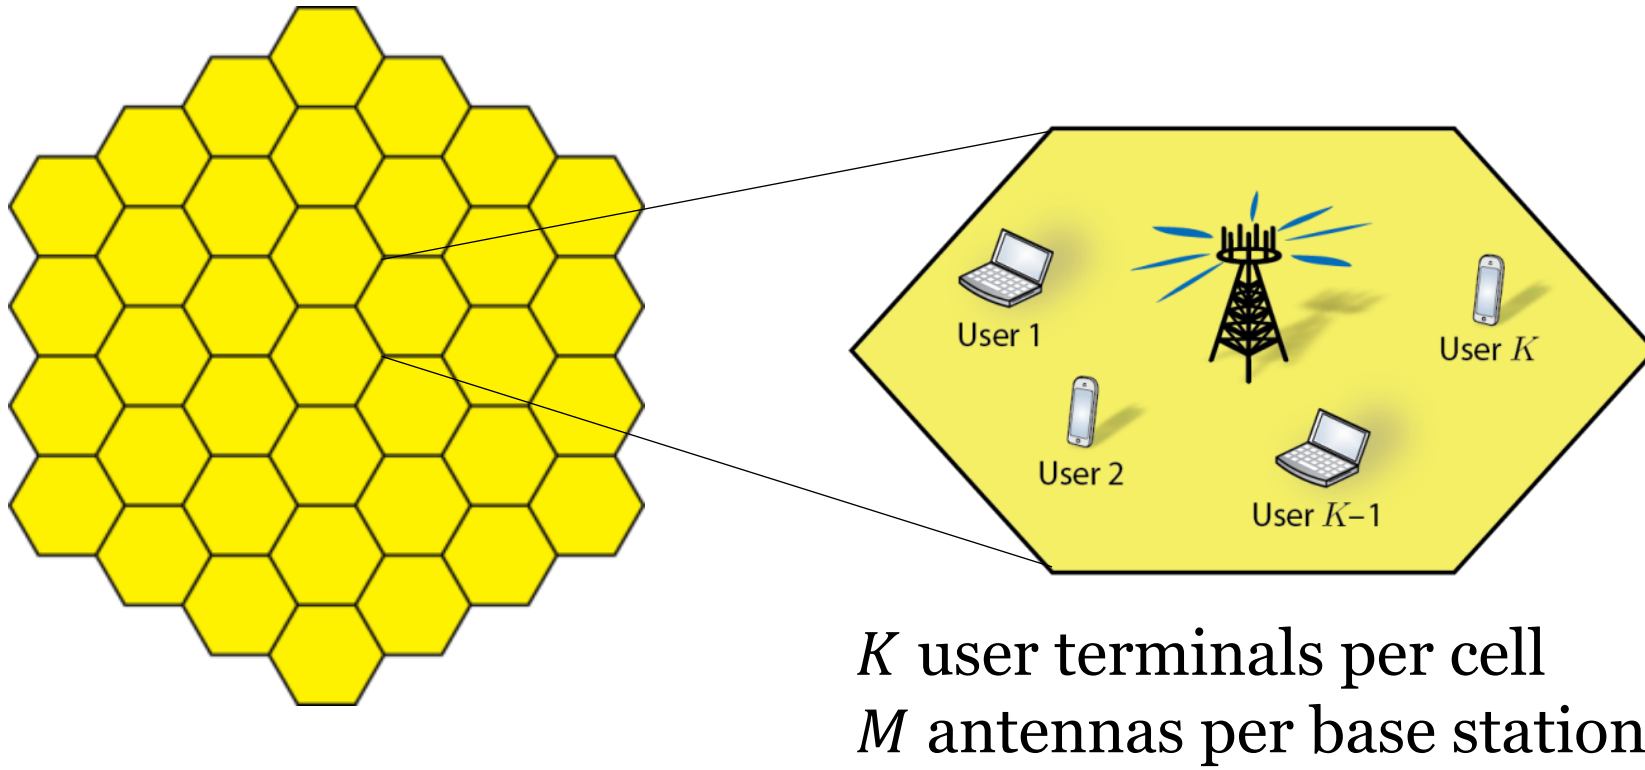 User 1
User K
User 2
User K–1
K user terminals per cell
M antennas per base station